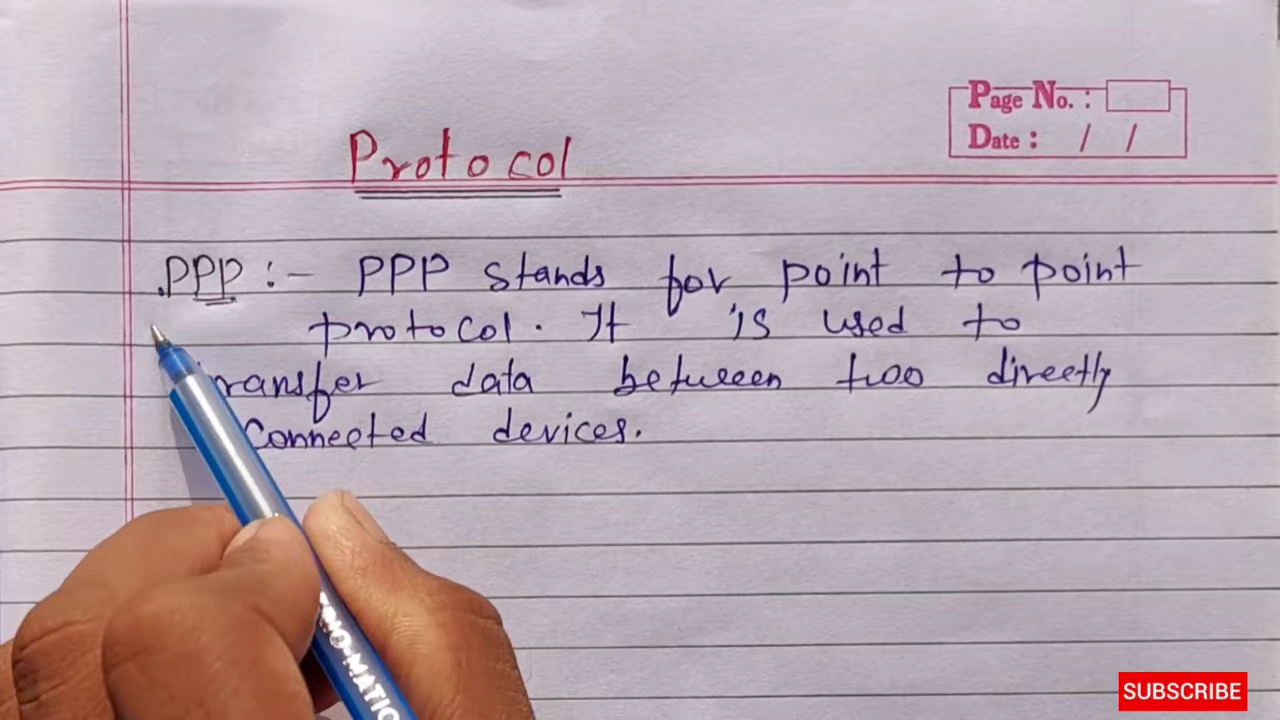 Page No. :
Date : / /
Protocol
.PPP :- PPP stands for point to point
protocol. It is used to
transfer data between two directly
Connected devices.
SUBSCRIBE